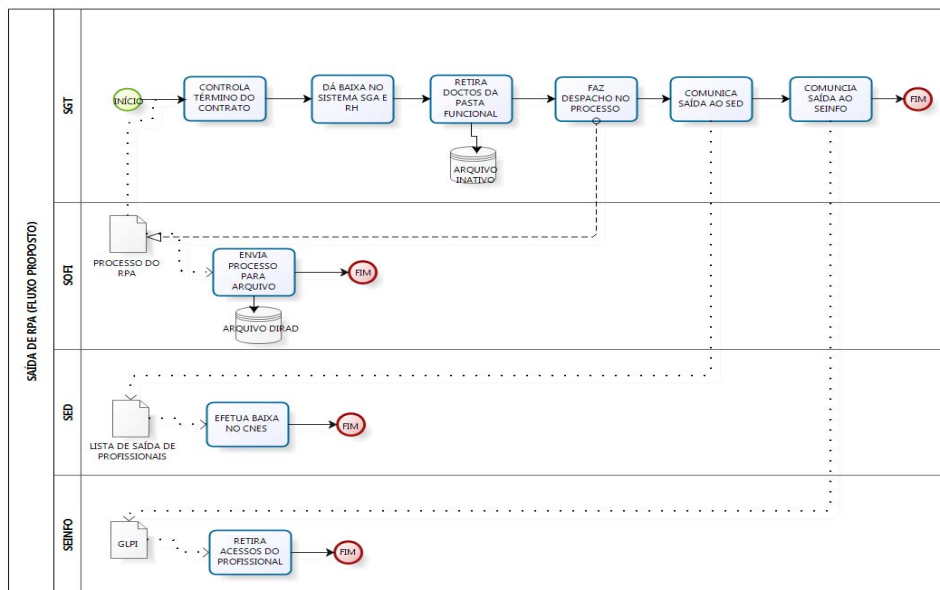 SAÍDA DE RPA (FLUXO PROPOSTO)
SGT
INÍCIO
CONTROLA
TÉRMINO DO
CONTRATO
DÁ BAIXA NO
SISTEMA SGA E
RH
RETIRA
DOCTOS DA
PASTA
FUNCIONAL
FAZ
DESPACHO NO
PROCESSO
COMUNICA
SAÍDA AO SED
COMUNCIA
SAÍDA AO
SEINFO
FIM
ARQUIVO
INATIVO
SOFI
PROCESSO DO
RPA
ENVIA
PROCESSO
PARA
ARQUIVO
FIM
ARQUIVO DIRAD
SED
LISTA DE SAÍDA DE
PROFISSIONAIS
EFETUA BAIXA
NO CNES
FIM
SEINFO
GLPI
RETIRA
ACESSOS DO
PROFISSIONAL
FIM